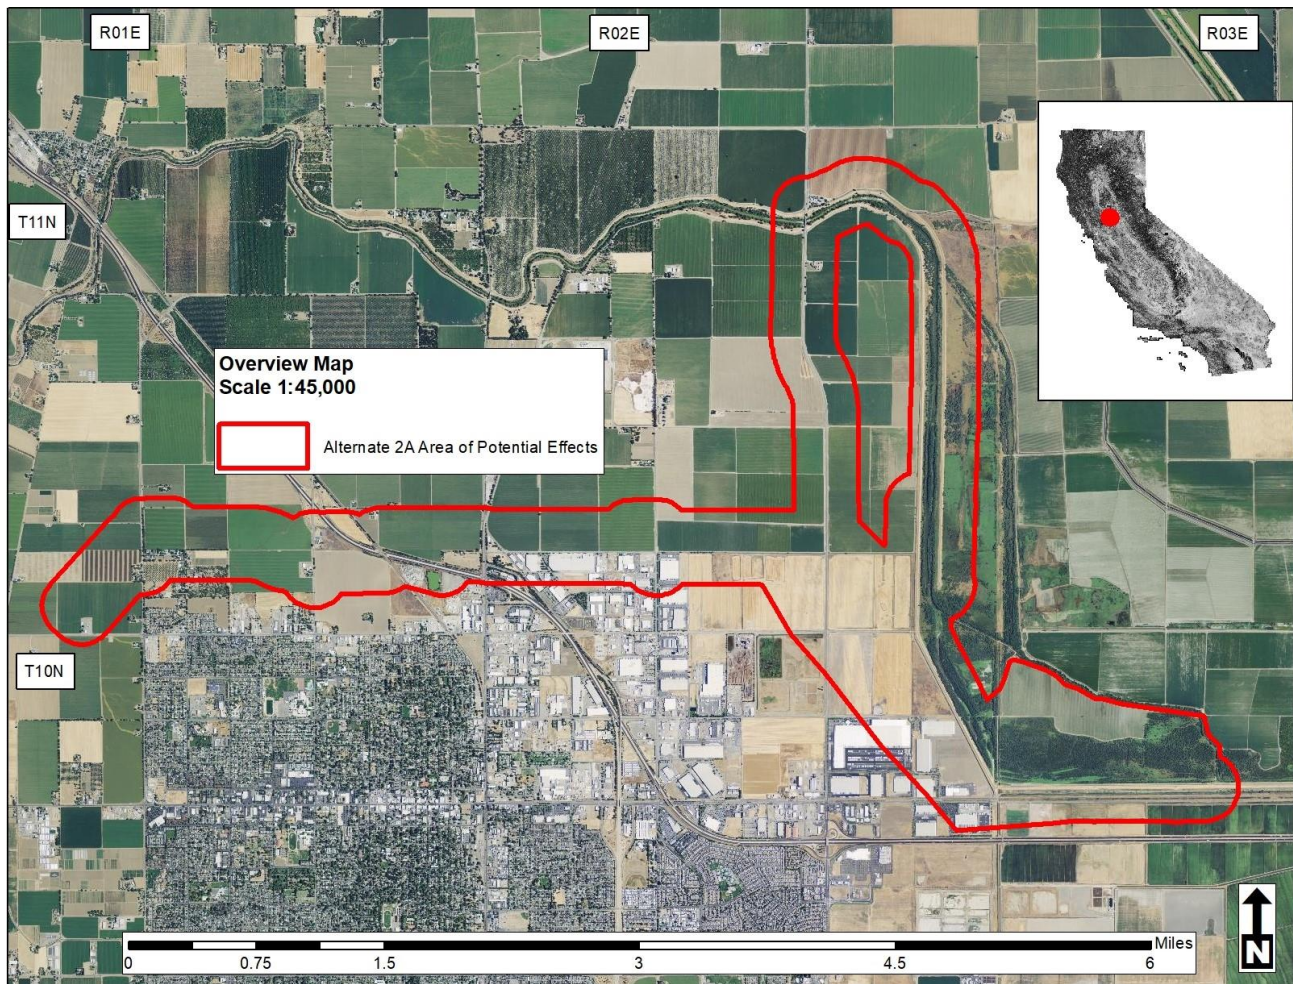 R01E
R02E
R03E
T11N
Overview Map
Scale 1:45,000
Alternate 2A Area of Potential Effects
T10N
N
Miles
0 0.75 1.5 3 4.5 6